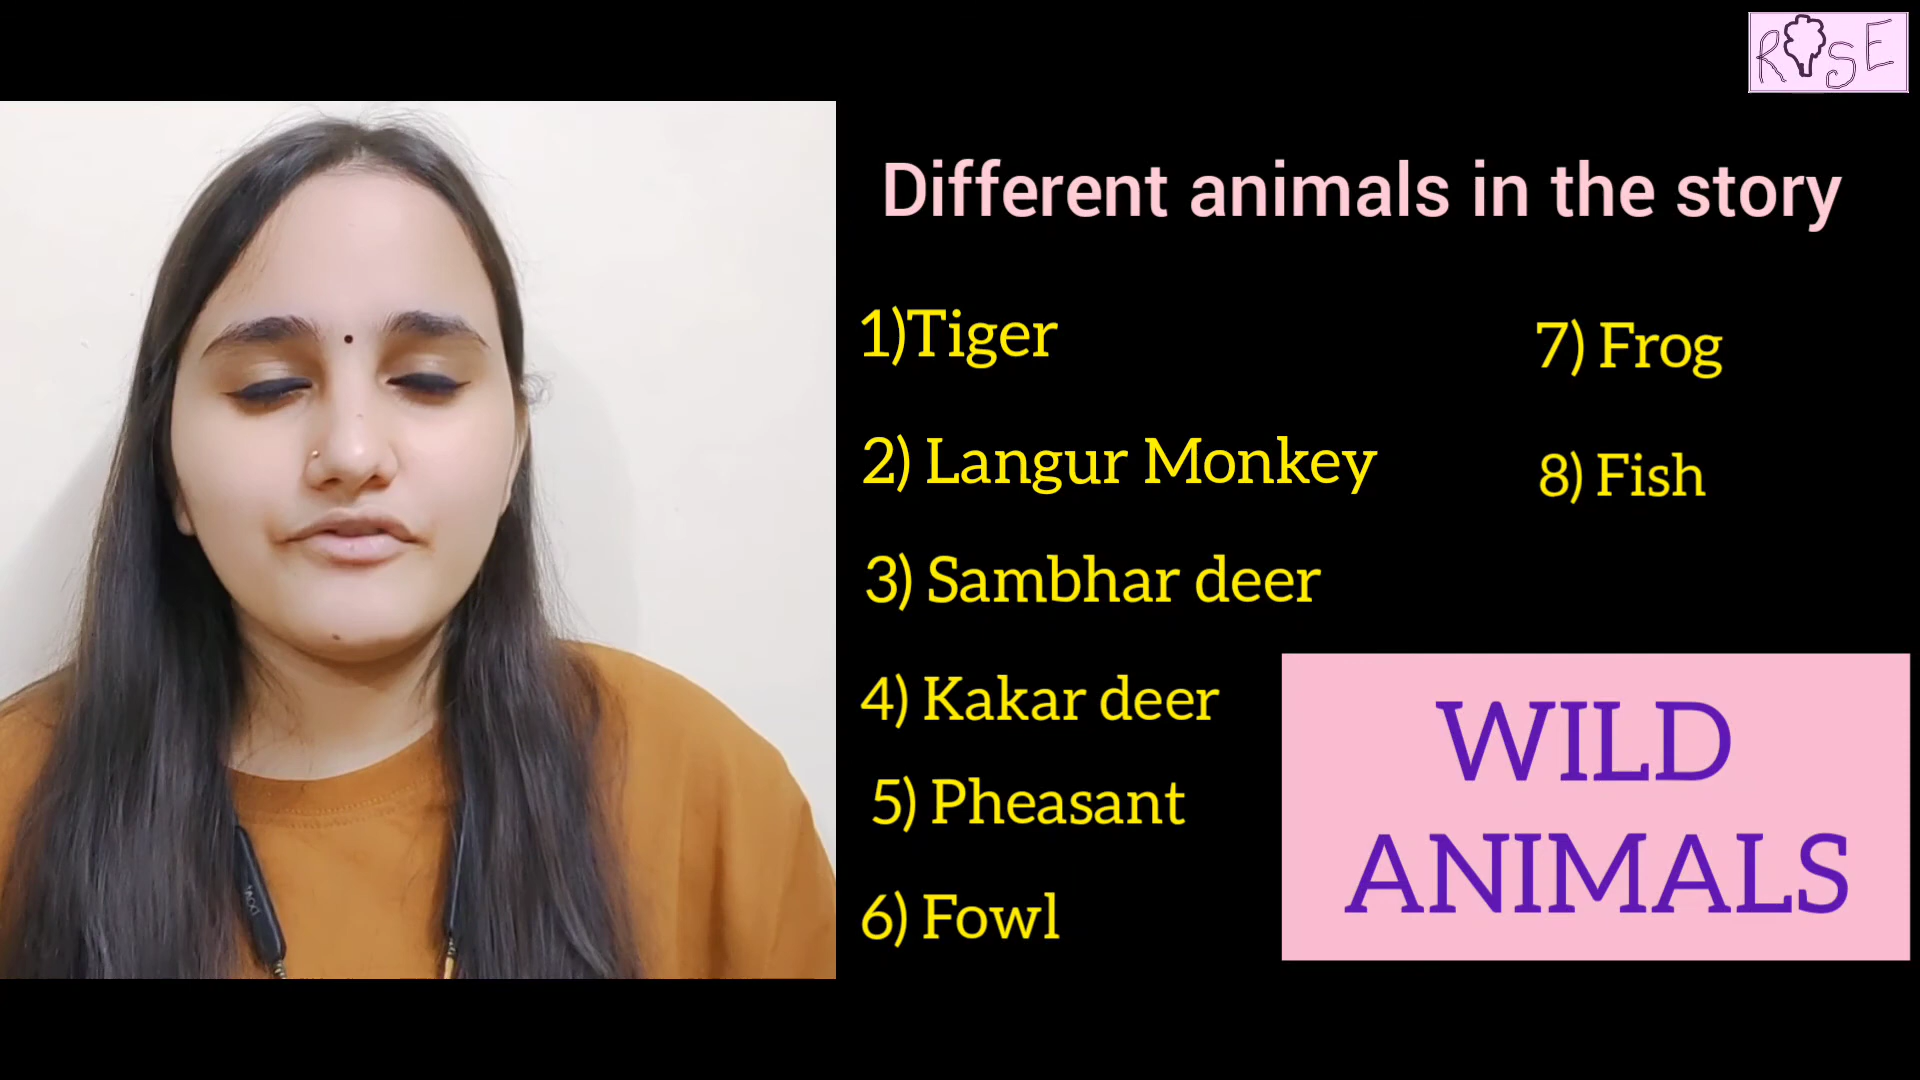 ROSE
Different animals in the story
1)Tiger
2) Langur Monkey
3) Sambhar deer
4) Kakar deer
5) Pheasant
6) Fowl
7) Frog
8) Fish
WILD
ANIMALS